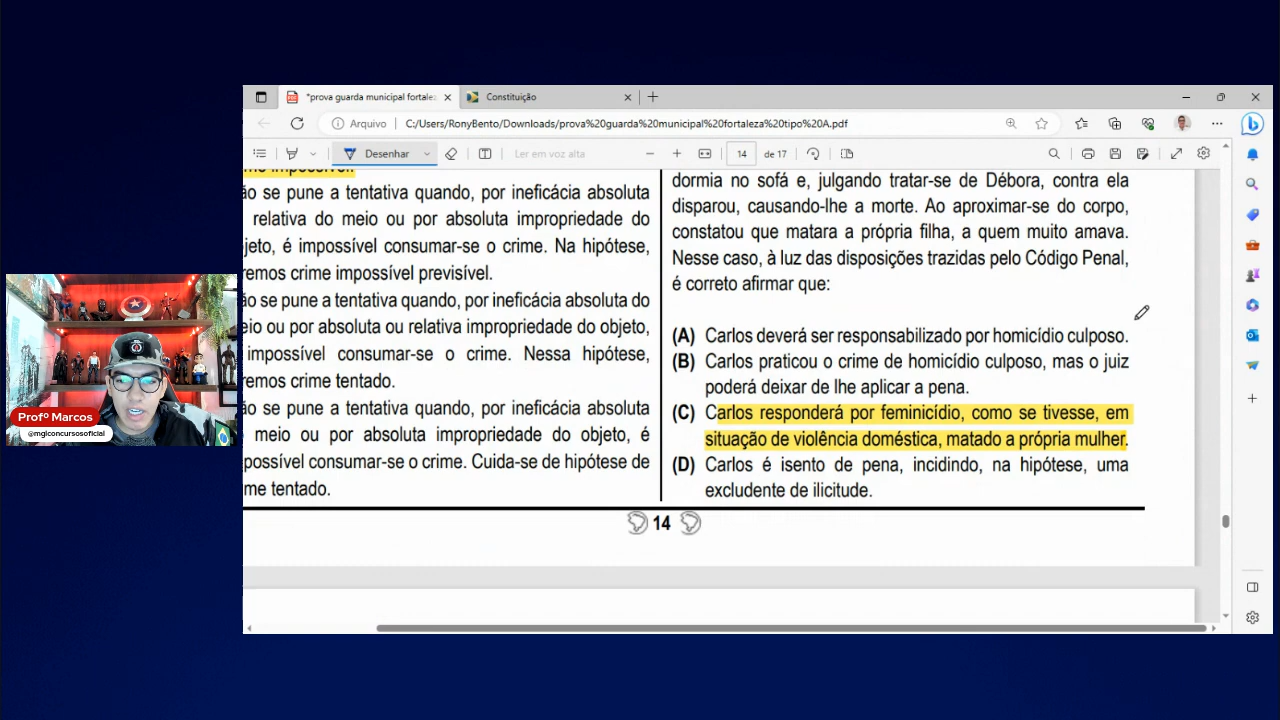 *prova guarda municipal fortalez
Constituição
Arquivo
C:/Users/RonyBento/Downloads/prova%20guarda%20municipal%20fortaleza%20tipo%20A.pdf
Desenhar
Ler em voz alta
14
de 17
ão se pune a tentativa quando, por ineficácia absoluta
relativa do meio ou por absoluta impropriedade do
jeto, é impossível consumar-se o crime. Na hipótese,
remos crime impossível previsível.
ão se pune a tentativa quando, por ineficácia absoluta do
eio ou por absoluta ou relativa impropriedade do objeto,
impossível consumar-se o crime. Nessa hipótese,
remos crime tentado.
ão se pune a tentativa quando, por ineficácia absoluta
meio ou por absoluta impropriedade do objeto, é
possível consumar-se o crime. Cuida-se de hipótese de
me tentado.
dormia no sofá e, julgando tratar-se de Débora, contra ela
disparou, causando-lhe a morte. Ao aproximar-se do corpo,
constatou que matara a própria filha, a quem muito amava.
Nesse caso, à luz das disposições trazidas pelo Código Penal,
é correto afirmar que:
(A) Carlos deverá ser responsabilizado por homicídio culposo.
(B) Carlos praticou o crime de homicídio culposo, mas o juiz
poderá deixar de lhe aplicar a pena.
(C) Carlos responderá por feminicídio, como se tivesse, em
situação de violência doméstica, matado a própria mulher.
(D) Carlos é isento de pena, incidindo, na hipótese, uma
excludente de ilicitude.
14
Profº Marcos
@mglconcursosoficial